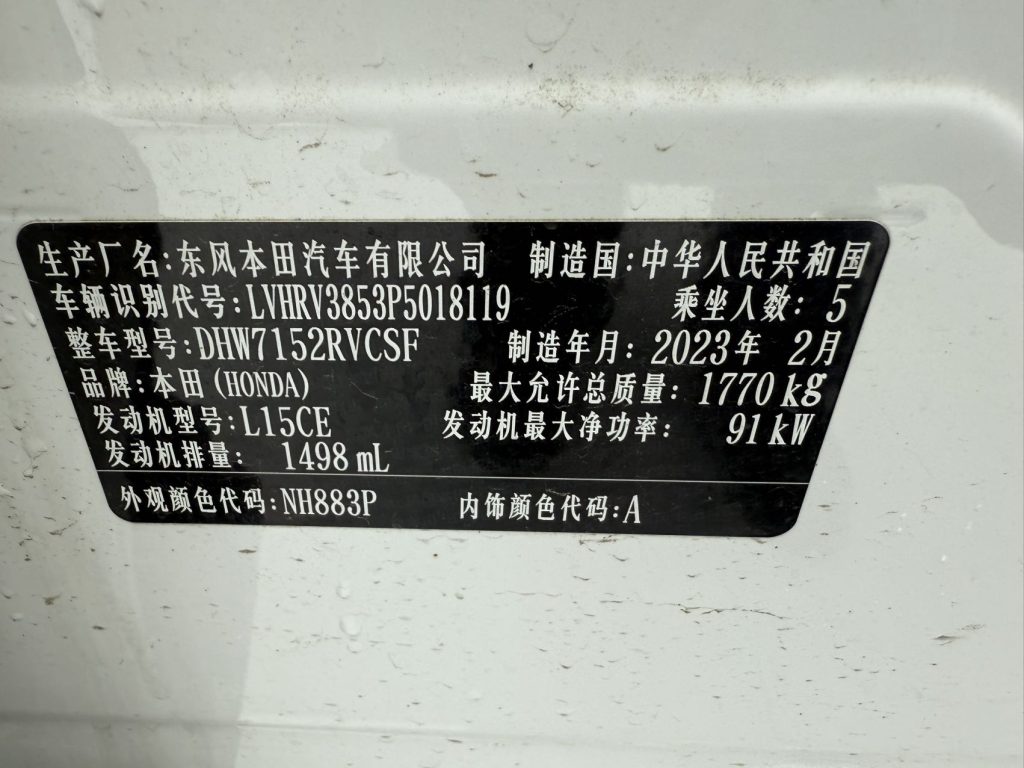 生产厂名:东风本田汽车有限公司 制造国:中华人民共和国
车辆识别代号:LVHRV3853P5018119 乘坐人数: 5
整车型号:DHW7152RVCSF 制造年月:2023年 2月
品牌:本田(HONDA) 最大允许总质量: 1770kg
发动机型号:L15CE 发动机最大净功率: 91kW
发动机排量: 1498mL
外观颜色代码:NH883P 内饰颜色代码:A